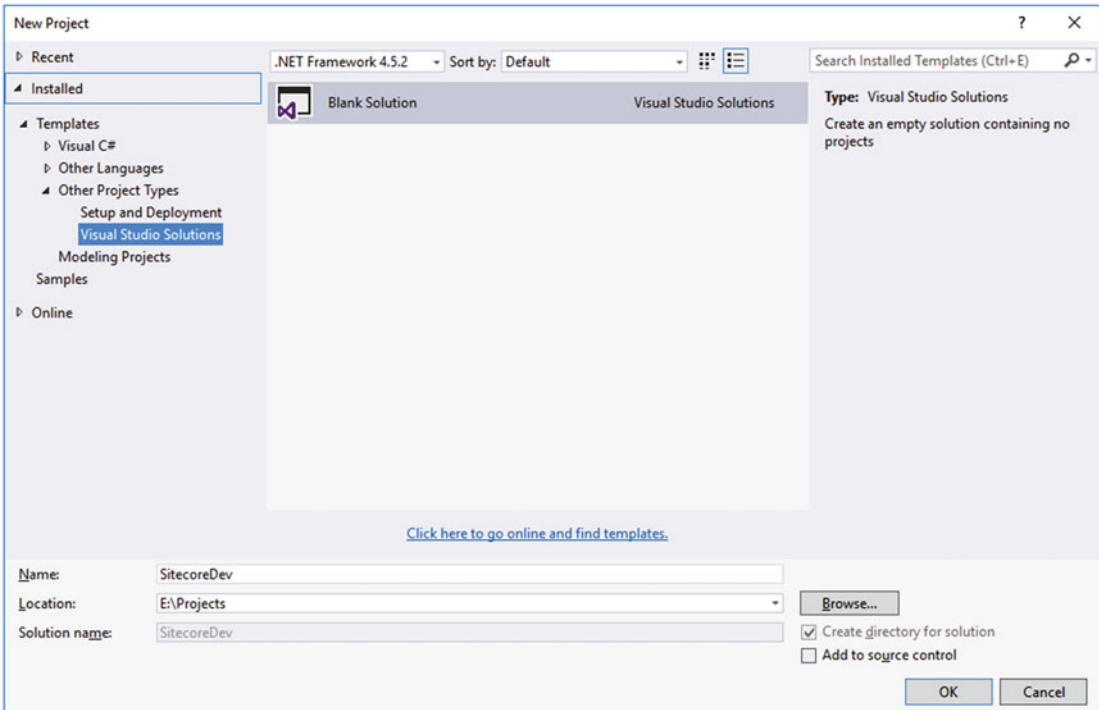 New Project
?
Recent
Installed
Templates
Visual C#
Other Languages
Other Project Types
Setup and Deployment
Visual Studio Solutions
Modeling Projects
Samples
Online
.NET Framework 4.5.2
Sort by: Default
Blank Solution
Visual Studio Solutions
Click here to go online and find templates.
Search Installed Templates (Ctrl+E)
Type: Visual Studio Solutions
Create an empty solution containing no
projects
Name: SitecoreDev
Location: E:\Projects
Browse...
Solution name: SitecoreDev
Create directory for solution
Add to source control
OK
Cancel